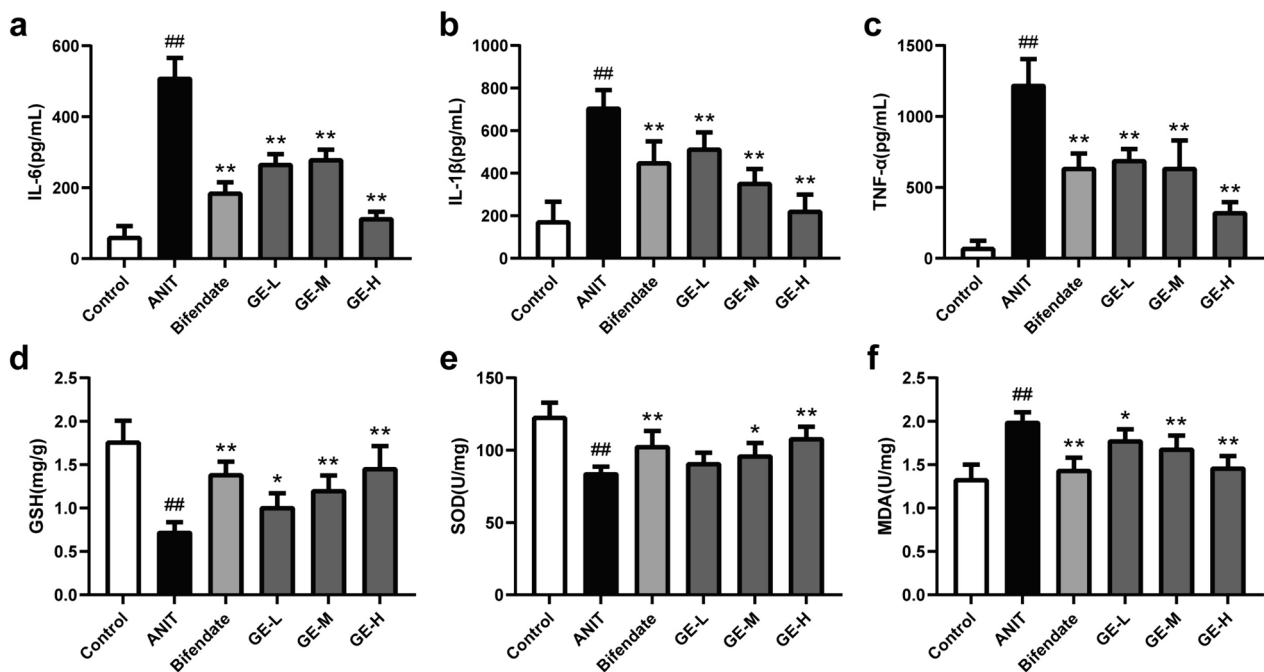 a
IL-6(pg/mL)
600
400
200
0
##
**
**
**
**
Control
ANIT
Bifendate
GE-L
GE-M
GE-H
b
IL-1β(pg/mL)
1000
800
600
400
200
0
##
**
**
**
**
Control
ANIT
Bifendate
GE-L
GE-M
GE-H
c
TNF-α(pg/mL)
1500
1000
500
0
##
**
**
**
**
Control
ANIT
Bifendate
GE-L
GE-M
GE-H
d
GSH(mg/g)
2.5
2.0
1.5
1.0
0.5
0.0
##
**
*
**
**
Control
ANIT
Bifendate
GE-L
GE-M
GE-H
e
SOD(U/mg)
150
100
50
0
##
**
*
**
Control
ANIT
Bifendate
GE-L
GE-M
GE-H
f
MDA(U/mg)
2.5
2.0
1.5
1.0
0.5
0.0
##
**
*
**
**
Control
ANIT
Bifendate
GE-L
GE-M
GE-H